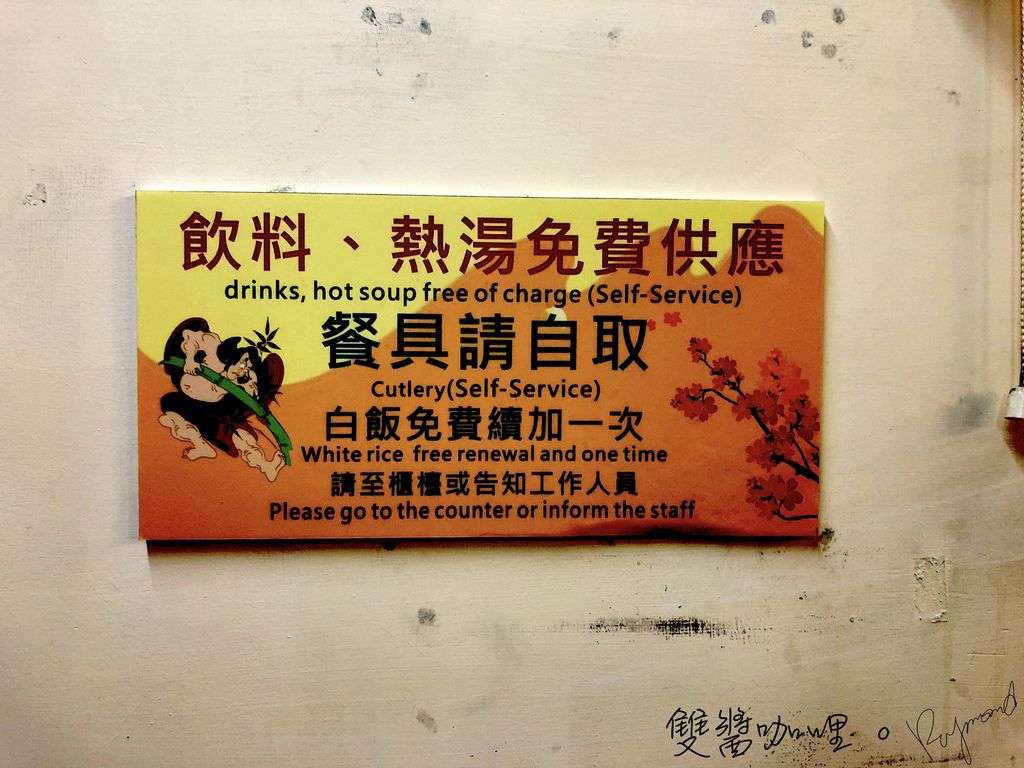 飲料、熱湯免費供應
drinks, hot soup free of charge (Self-Service)
餐具請自取
Cutlery(Self-Service)
白飯免費續加一次
White rice free renewal and one time
請至櫃檯或告知工作人員
Please go to the counter or inform the staff
雙醬咖哩。Raymond